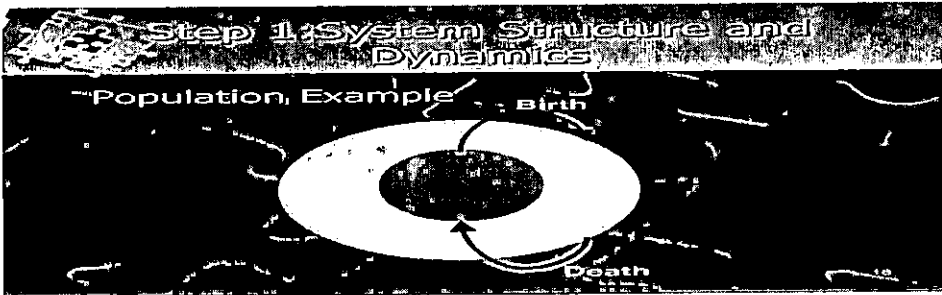 Step 1:System Structure and
Dynamics
Population Example
Birth
Death